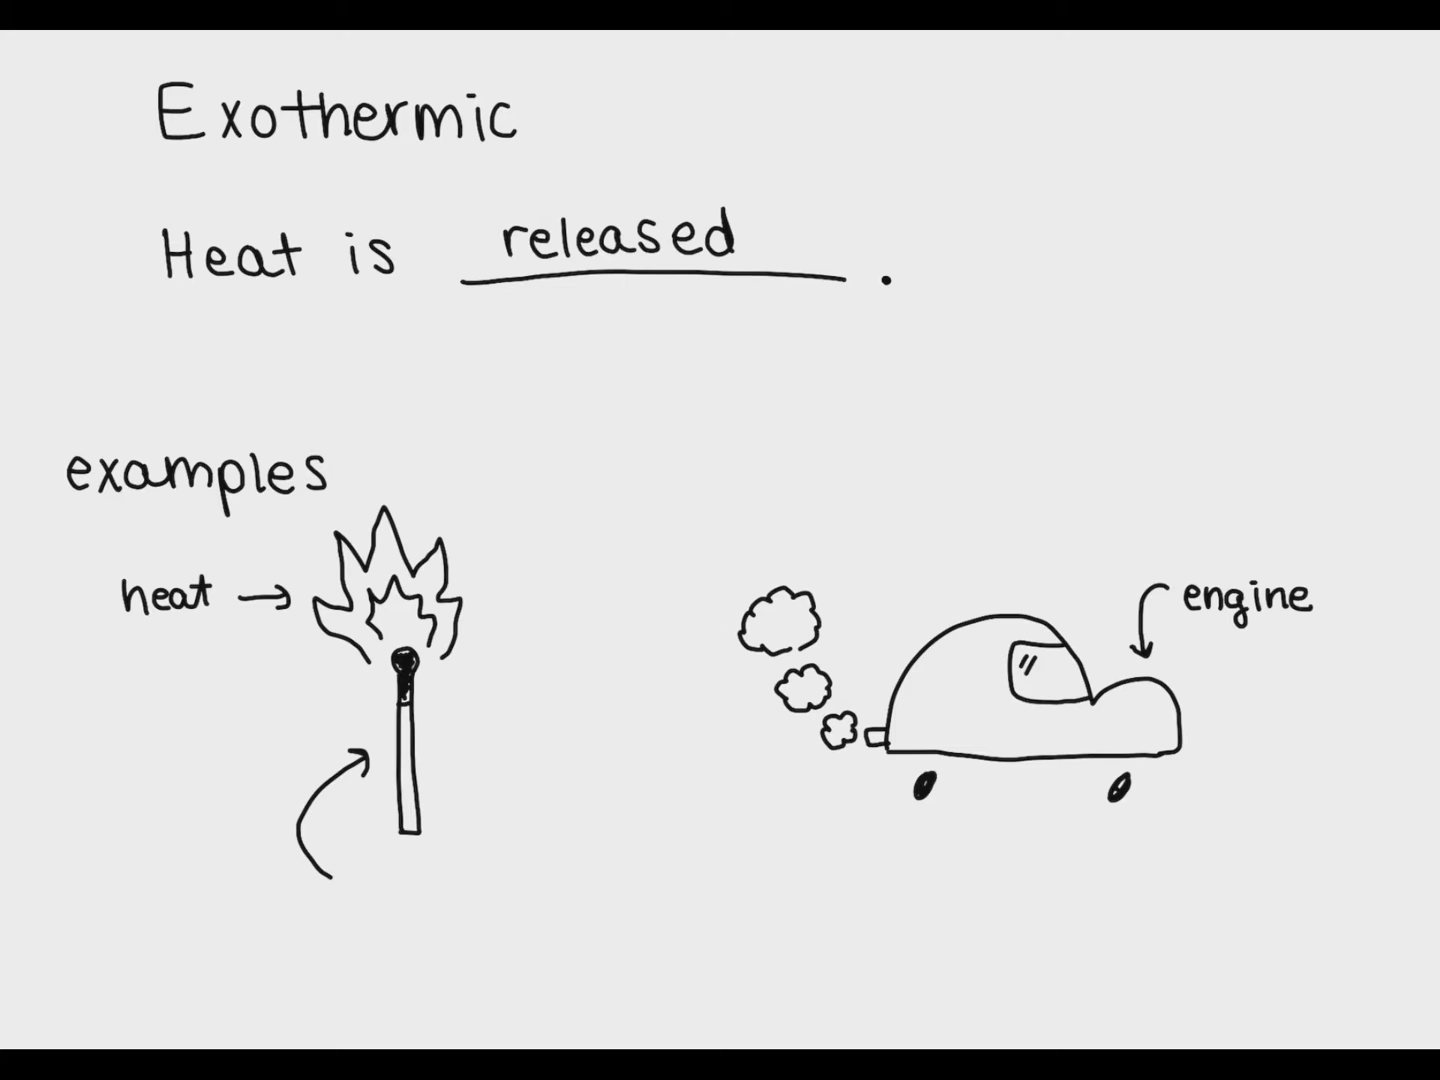 Exothermic
Heat is released.
examples
heat
engine